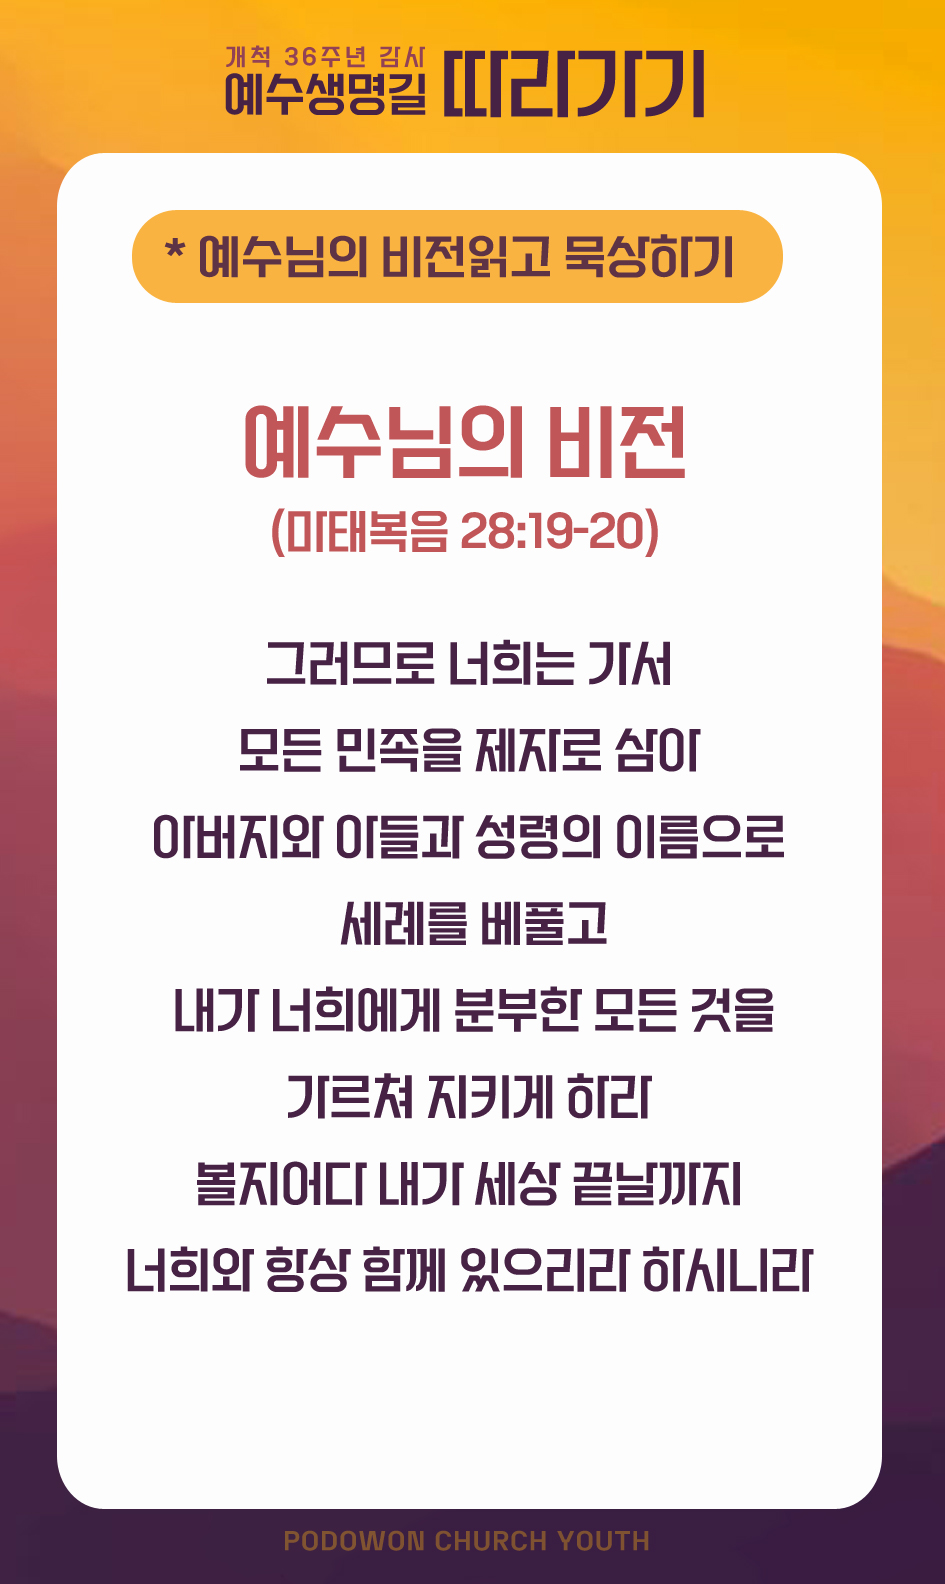 개척 36주년 감사
예수생명길 따라가기
* 예수님의 비전읽고 묵상하기
예수님의 비전
(마태복음 28:19-20)
그러므로 너희는 가서
모든 민족을 제자로 삼아
아버지와 아들과 성령의 이름으로
세례를 베풀고
내가 너희에게 분부한 모든 것을
가르쳐 지키게 하라
볼지어다 내가 세상 끝날까지
너희와 항상 함께 있으리라 하시니라
PODOWON CHURCH YOUTH